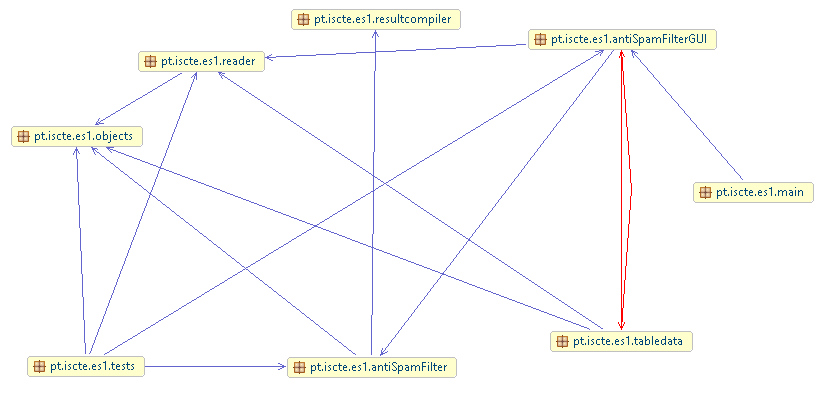 pt.iscte.es1.resultcompiler
pt.iscte.es1.antiSpamFilterGUI
pt.iscte.es1.reader
pt.iscte.es1.objects
pt.iscte.es1.main
pt.iscte.es1.tabledata
pt.iscte.es1.tests
pt.iscte.es1.antiSpamFilter